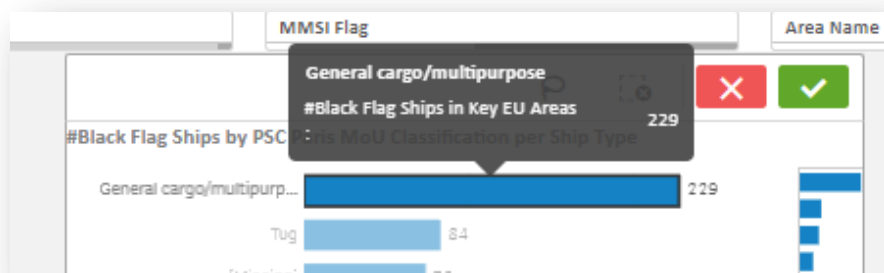 MMSI Flag
Area Name
General cargo/multipurpose
#Black Flag Ships in Key EU Areas
:
229
#Black Flag Ships by PSC Paris MoU Classification per Ship Type
General cargo/multipurp...
229
Tug
84